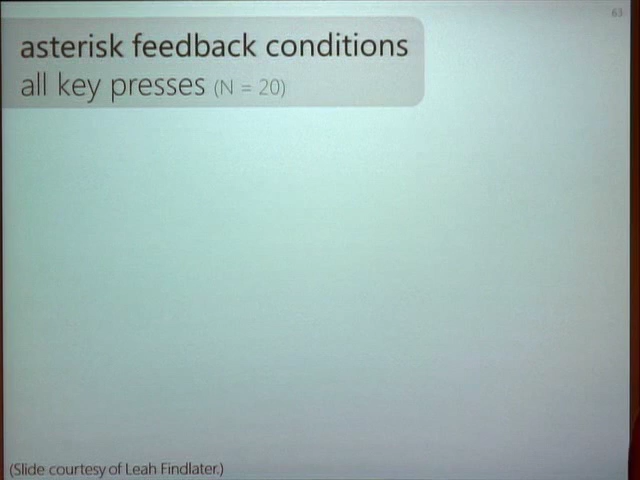 63
asterisk feedback conditions
all key presses (N = 20)
(Slide courtesy of Leah Findlater.)